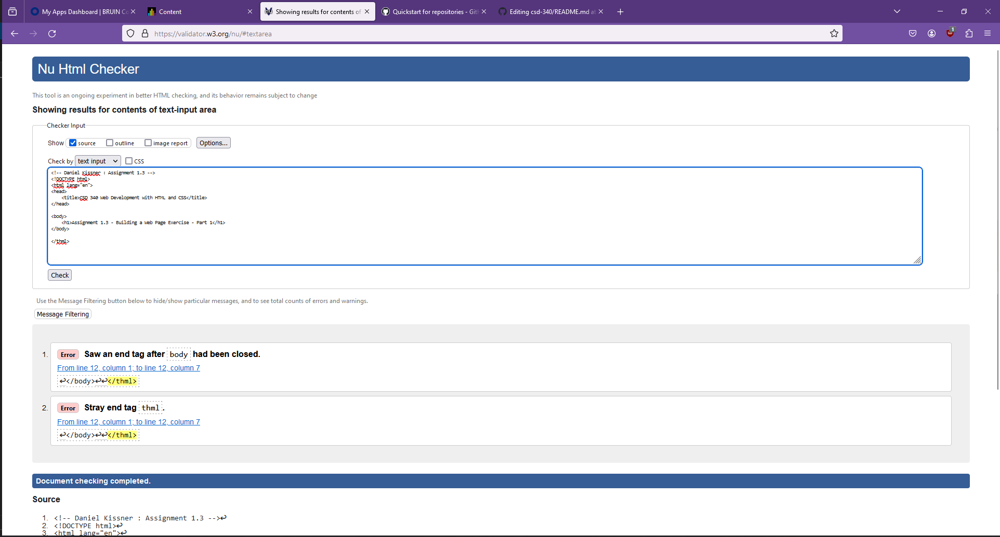 My Apps Dashboard | BRUIN Co
Content
Showing results for contents of
Quickstart for repositories - GitH
Editing csd-340/README.md at
https://validator.w3.org/nu/#textarea
1
Nu Html Checker
This tool is an ongoing experiment in better HTML checking, and its behavior remains subject to change
Showing results for contents of text-input area
Checker Input
Show source outline image report Options...
Check by text input CSS
<!-- Daniel Kissner : Assignment 1.3 -->
<!DOCTYPE html>
<html lang="en">
<head>
    <title>CSD 340 Web Development with HTML and CSS</title>
</head>
<body>
    <h1>Assignment 1.3 - Building a Web Page Exercise - Part 1</h1>
</body>
</thml>
Check
Use the Message Filtering button below to hide/show particular messages, and to see total counts of errors and warnings.
Message Filtering
1. Error Saw an end tag after body had been closed.
From line 12, column 1; to line 12, column 7
↩</body>↩↩</thml>
2. Error Stray end tag thml.
From line 12, column 1; to line 12, column 7
↩</body>↩↩</thml>
Document checking completed.
Source
1. <!-- Daniel Kissner : Assignment 1.3 -->↩
2. <!DOCTYPE html>↩
3. <html lang="en">↩